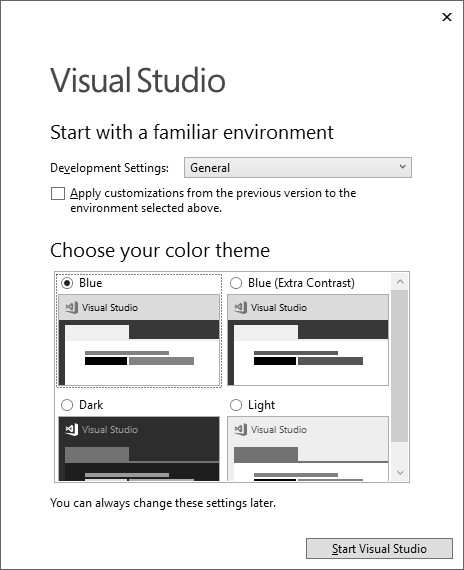 Visual Studio
Start with a familiar environment
Development Settings: General
Apply customizations from the previous version to the
environment selected above.
Choose your color theme
Blue Blue (Extra Contrast)
Visual Studio Visual Studio
Dark Light
Visual Studio Visual Studio
You can always change these settings later.
Start Visual Studio